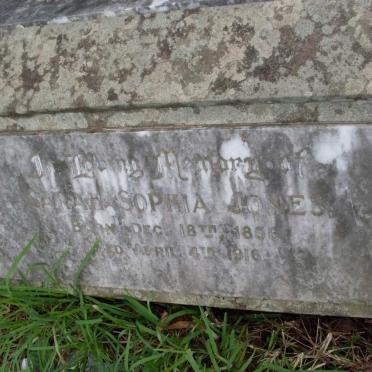 In Loving Memory of
SOPHIA JONES
BORN DEC. 18TH 1856
DIED APRIL 4TH 1916